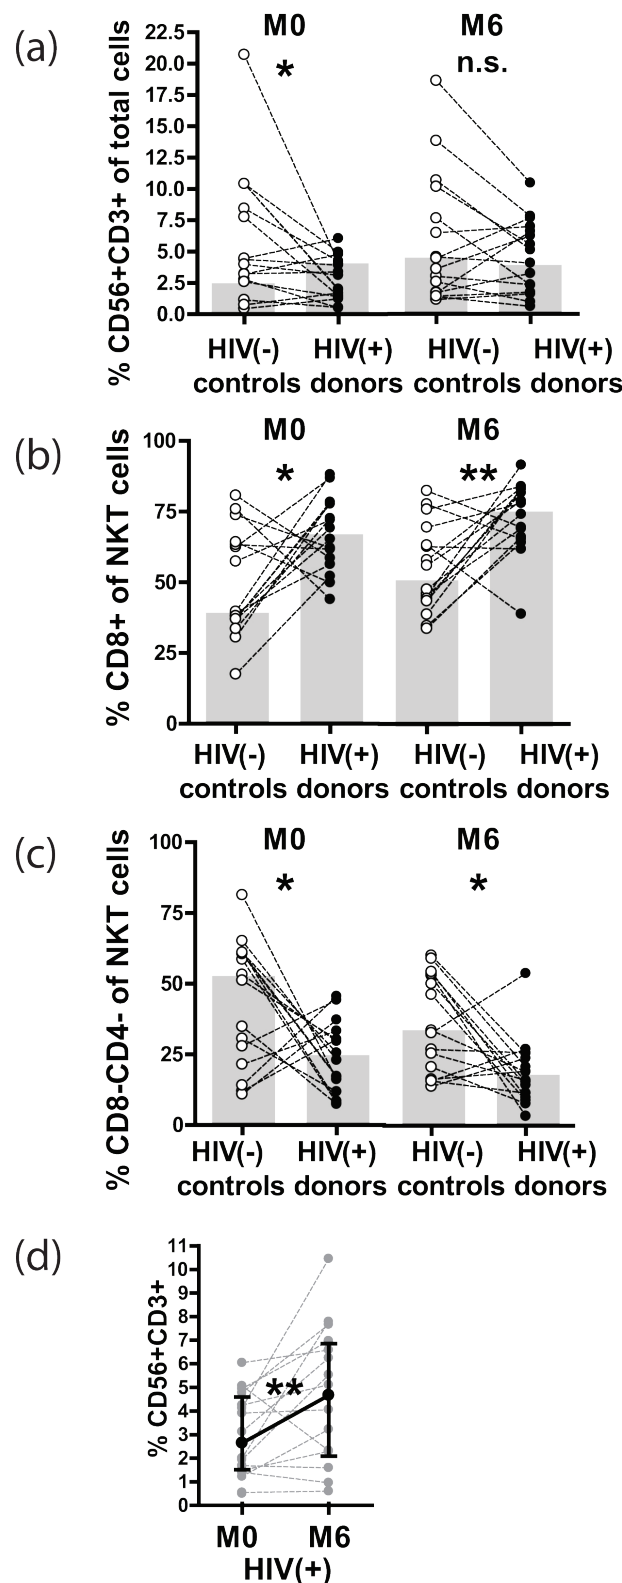 (a)
% CD56+CD3+ of total cells
M0
M6
*
n.s.
22.5
20.0
17.5
15.0
12.5
10.0
7.5
5.0
2.5
0.0
HIV(-) HIV(+) HIV(-) HIV(+)
controls donors controls donors
(b)
% CD8+ of NKT cells
M0
M6
*
**
100
75
50
25
0
HIV(-) HIV(+) HIV(-) HIV(+)
controls donors controls donors
(c)
% CD8-CD4- of NKT cells
M0
M6
*
*
100
75
50
25
0
HIV(-) HIV(+) HIV(-) HIV(+)
controls donors controls donors
(d)
% CD56+CD3+
11
10
9
8
7
6
5
4
3
2
1
0
**
M0 M6
HIV(+)